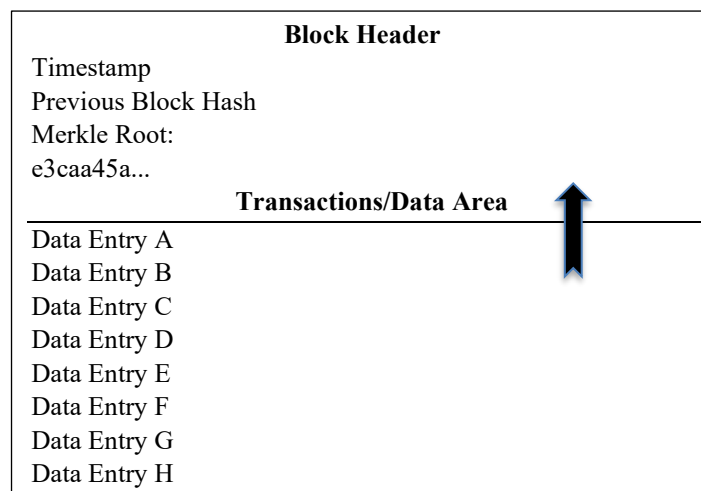 Block Header
Timestamp
Previous Block Hash
Merkle Root:
e3caa45a...
Transactions/Data Area
Data Entry A
Data Entry B
Data Entry C
Data Entry D
Data Entry E
Data Entry F
Data Entry G
Data Entry H